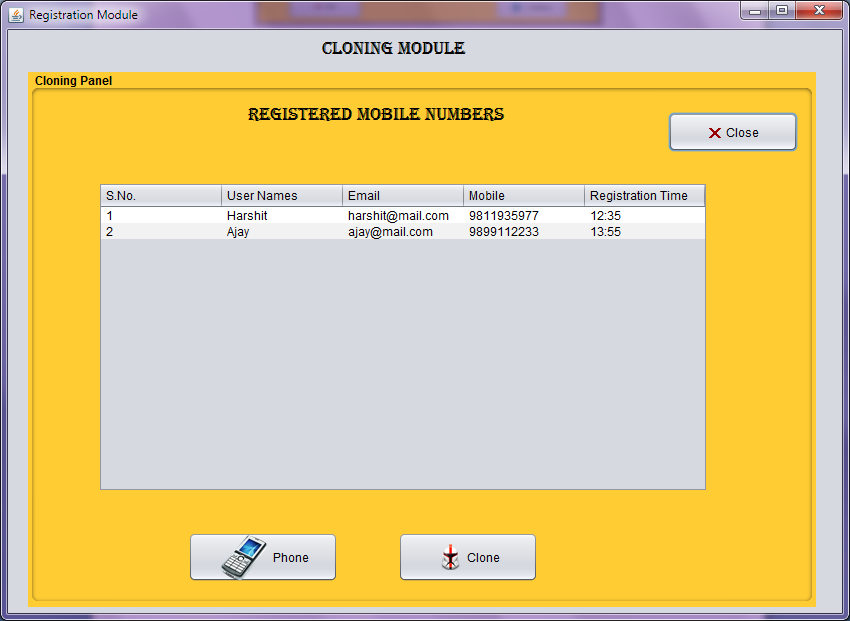 Registration Module
CLONING MODULE
Cloning Panel
REGISTERED MOBILE NUMBERS
Close
S.No. User Names Email Mobile Registration Time
1 Harshit harshit@mail.com 9811935977 12:35
2 Ajay ajay@mail.com 9899112233 13:55
Phone Clone